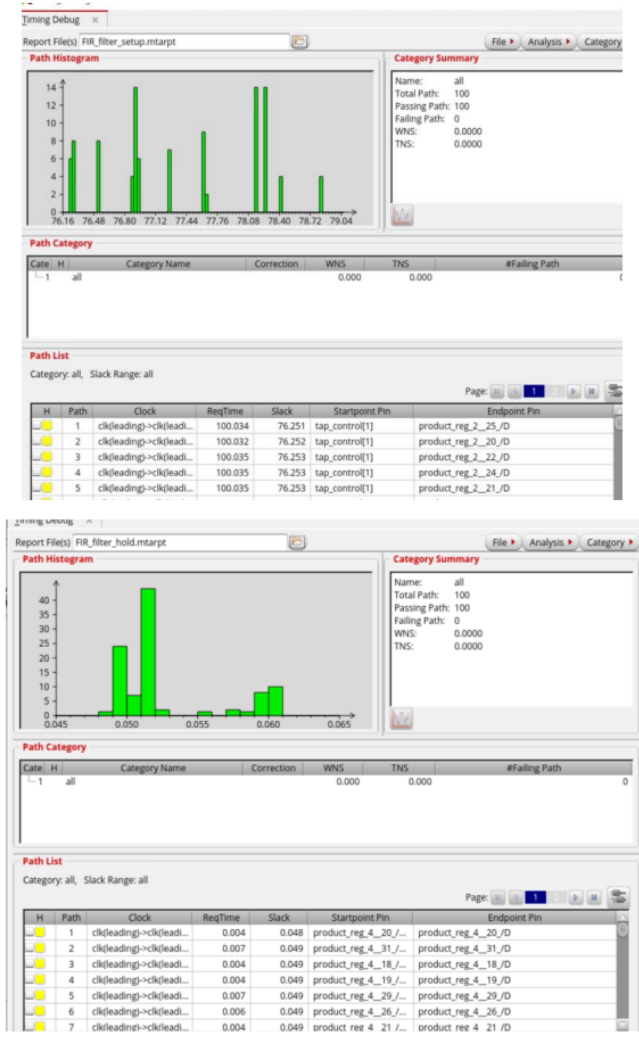 Timing Debug ×
Report File(s) FIR_filter_setup.mtarpt File Analysis Category
Path Histogram
14
12
10
8
6
4
2
0
76.16 76.48 76.80 77.12 77.44 77.76 78.08 78.40 78.72 79.04
Category Summary
Name: all
Total Path: 100
Passing Path: 100
Failing Path: 0
WNS: 0.0000
TNS: 0.0000
Path Category
Cate H Category Name Correction WNS TNS #Failing Path
1 all 0.000 0.000
Path List
Category: all, Slack Range: all
Page: 1
H Path Clock ReqTime Slack Startpoint Pin Endpoint Pin
1 clk(leading)->clk(leadi... 100.034 76.251 tap_control[1] product_reg_2__25_/D
2 clk(leading)->clk(leadi... 100.032 76.252 tap_control[1] product_reg_2__20_/D
3 clk(leading)->clk(leadi... 100.035 76.253 tap_control[1] product_reg_2__22_/D
4 clk(leading)->clk(leadi... 100.035 76.253 tap_control[1] product_reg_2__24_/D
5 clk(leading)->clk(leadi... 100.035 76.253 tap_control[1] product_reg_2__21_/D
Timing Debug ×
Report File(s) FIR_filter_hold.mtarpt File Analysis Category
Path Histogram
40
35
30
25
20
15
10
5
0
0.045 0.050 0.055 0.060 0.065
Category Summary
Name: all
Total Path: 100
Passing Path: 100
Failing Path: 0
WNS: 0.0000
TNS: 0.0000
Path Category
Cate H Category Name Correction WNS TNS #Failing Path
1 all 0.000 0.000 0
Path List
Category: all, Slack Range: all
Page: 1
H Path Clock ReqTime Slack Startpoint Pin Endpoint Pin
1 clk(leading)->clk(leadi... 0.004 0.048 product_reg_4__20_/... product_reg_4__20_/D
2 clk(leading)->clk(leadi... 0.007 0.049 product_reg_4__31_/... product_reg_4__31_/D
3 clk(leading)->clk(leadi... 0.004 0.049 product_reg_4__18_/... product_reg_4__18_/D
4 clk(leading)->clk(leadi... 0.004 0.049 product_reg_4__19_/... product_reg_4__19_/D
5 clk(leading)->clk(leadi... 0.007 0.049 product_reg_4__29_/... product_reg_4__29_/D
6 clk(leading)->clk(leadi... 0.006 0.049 product_reg_4__26_/... product_reg_4__26_/D
7 clk(leading)->clk(leadi... 0.004 0.049 product_reg_4__21_/... product_reg_4__21_/D